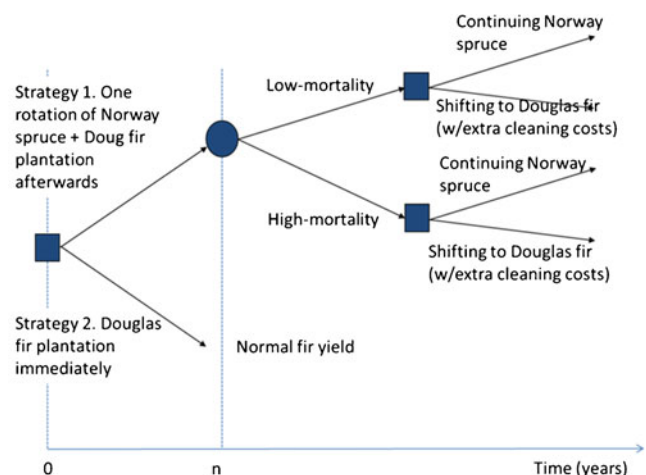 Continuing Norway
spruce
Strategy 1. One
rotation of Norway
spruce + Doug fir
plantation
afterwards
Low-mortality
Shifting to Douglas fir
(w/extra cleaning costs)
Continuing Norway
spruce
High-mortality
Shifting to Douglas fir
(w/extra cleaning costs)
Strategy 2. Douglas
fir plantation
immediately
Normal fir yield
0
n
Time (years)